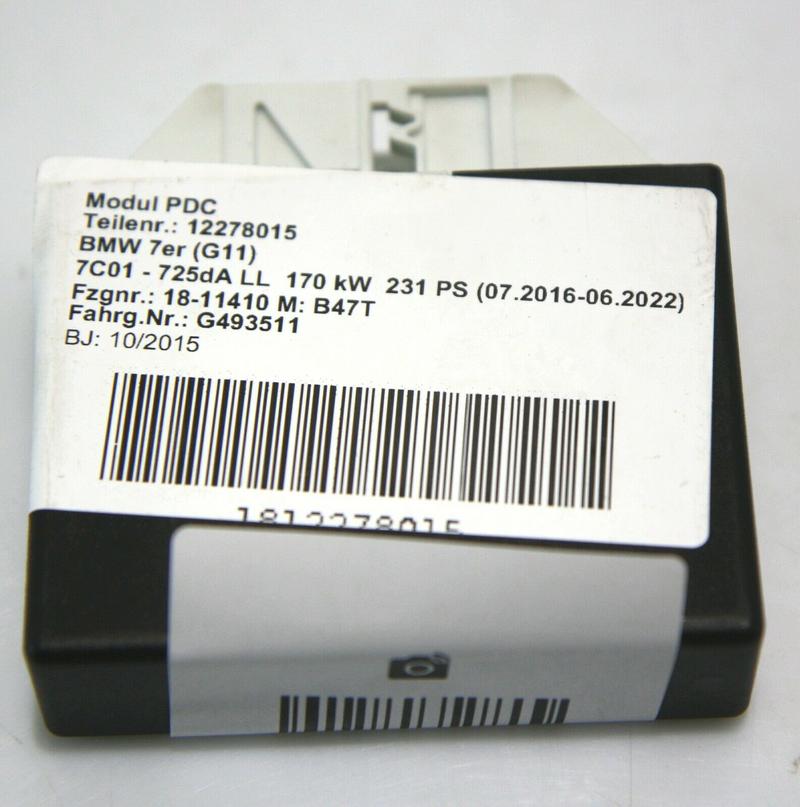 Modul PDC
Teilenr.: 12278015
BMW 7er (G11)
7C01 - 725dA LL 170 kW 231 PS (07.2016-06.2022)
Fzgnr.: 18-11410 M: B47T
Fahrg.Nr.: G493511
BJ: 10/2015
1812278015